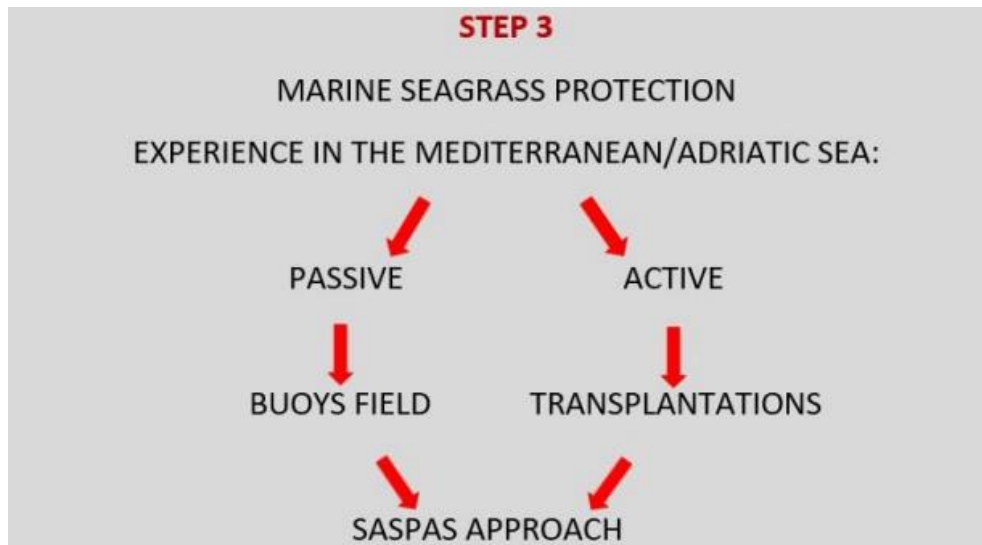 STEP 3
MARINE SEAGRASS PROTECTION
EXPERIENCE IN THE MEDITERRANEAN/ADRIATIC SEA:
PASSIVE
ACTIVE
BUOYS FIELD
TRANSPLANTATIONS
SASPAS APPROACH